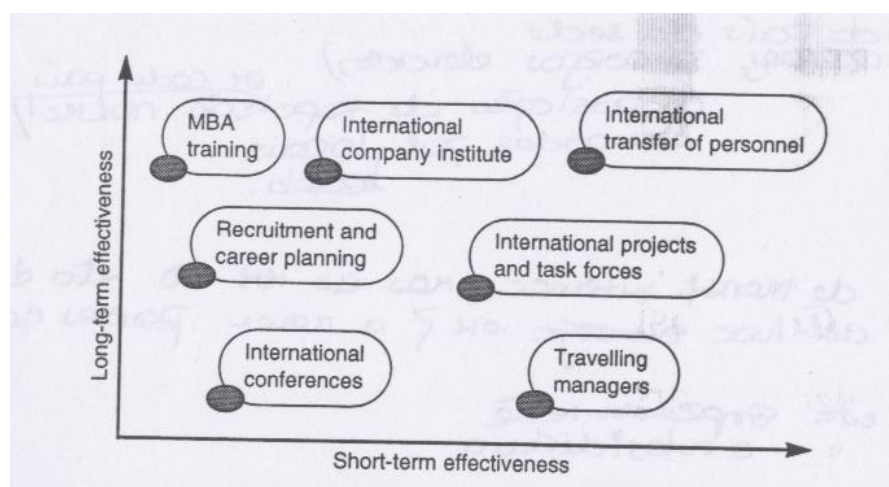 MBA
training
International
company institute
International
transfer of personnel
Recruitment and
career planning
International projects
and task forces
International
conferences
Travelling
managers
Long-term effectiveness
Short-term effectiveness